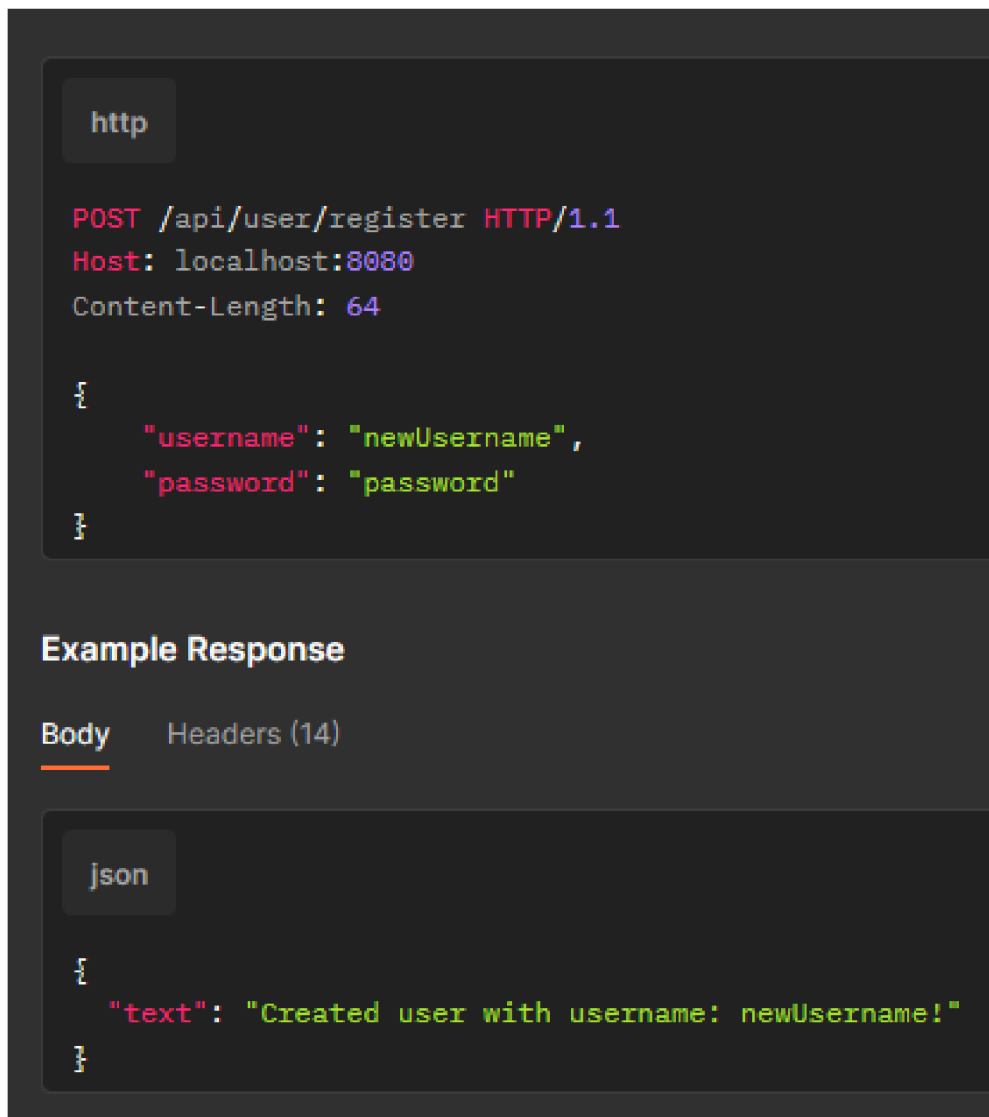 http
POST /api/user/register HTTP/1.1
Host: localhost:8080
Content-Length: 64
{
    "username": "newUsername",
    "password": "password"
}
Example Response
Body Headers (14)
json
{
  "text": "Created user with username: newUsername!"
}